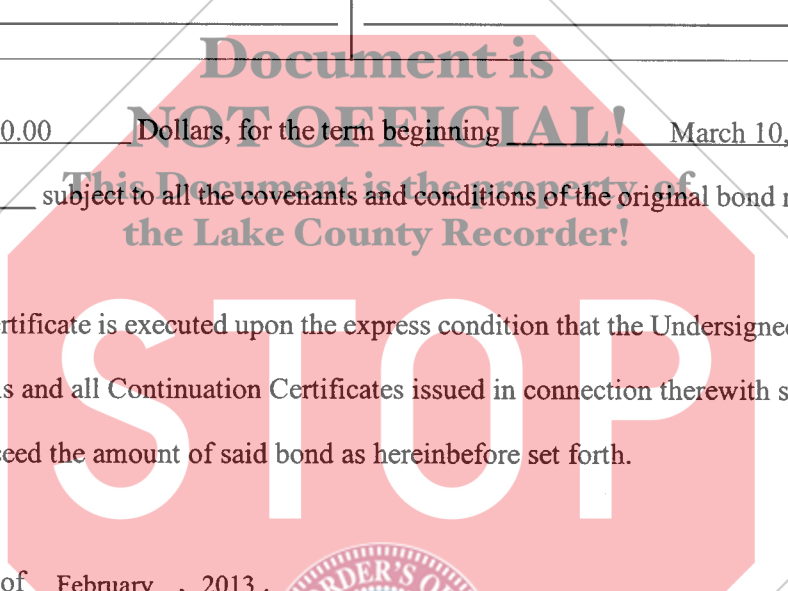 Document is
NOT OFFICIAL!
0.00 Dollars, for the term beginning March 10,
This Document is the property of
subject to all the covenants and conditions of the original bond
the Lake County Recorder!
ertificate is executed upon the express condition that the Undersigned
s and all Continuation Certificates issued in connection therewith s
STOP
eed the amount of said bond as hereinbefore set forth.
of February , 2013 .
RDER'S O